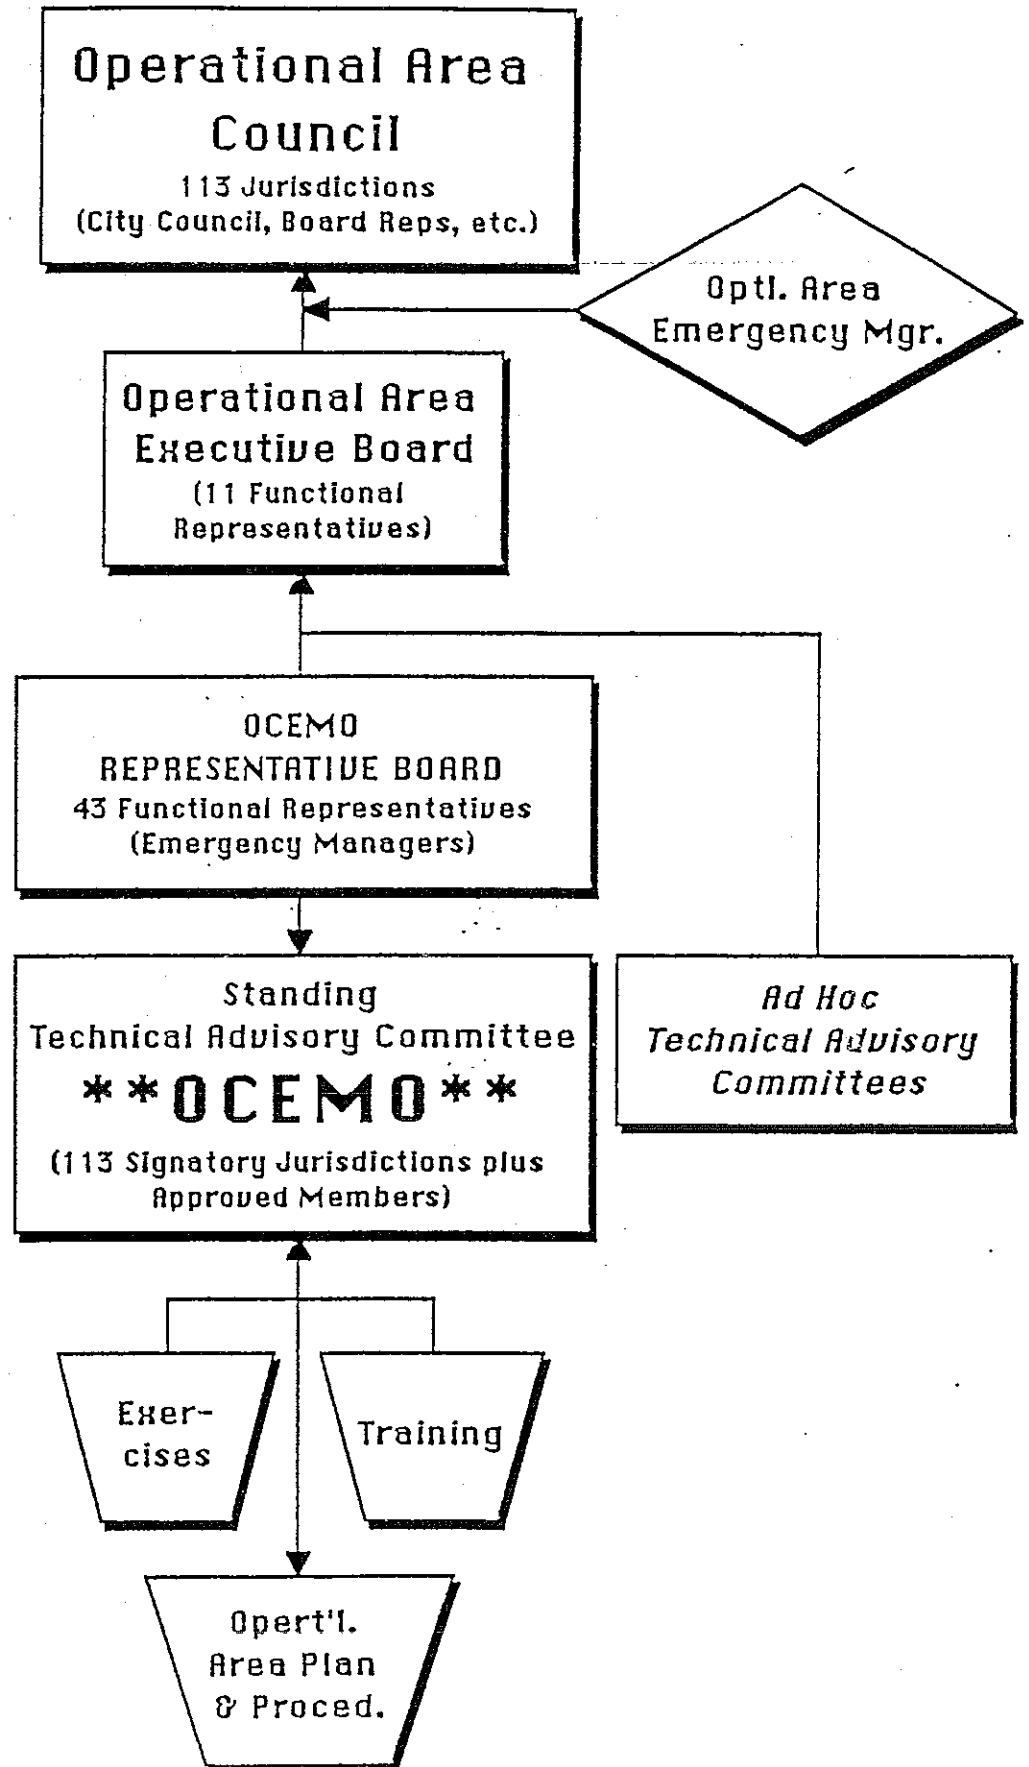 Operational Area
Council
113 Jurisdictions
(City Council, Board Reps, etc.)
Optl. Area
Emergency Mgr.
Operational Area
Executive Board
(11 Functional
Representatives)
OCEMO
REPRESENTATIVE BOARD
43 Functional Representatives
(Emergency Managers)
Standing
Technical Advisory Committee
**OCEMO**
(113 Signatory Jurisdictions plus
Approved Members)
Ad Hoc
Technical Advisory
Committees
Exer-
cises
Training
Opert'l.
Area Plan
& Proced.